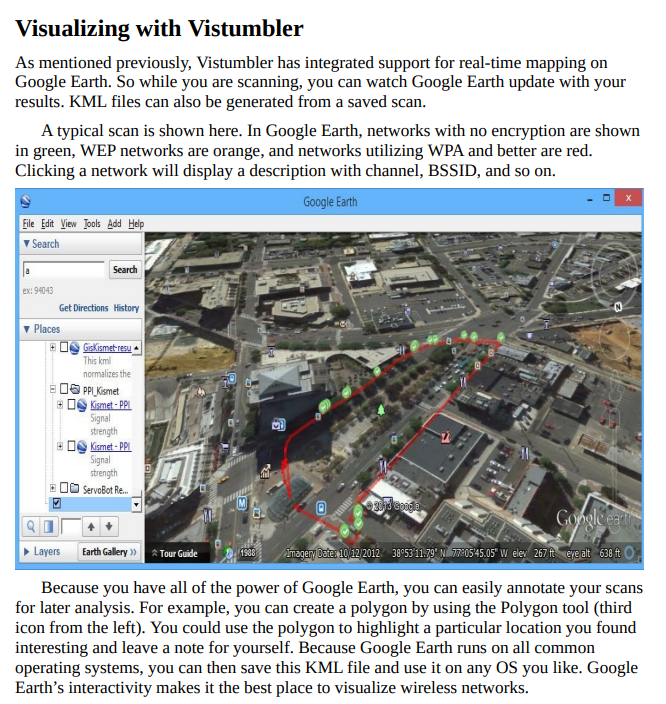 Visualizing with Vistumbler
As mentioned previously, Vistumbler has integrated support for real-time mapping on
Google Earth. So while you are scanning, you can watch Google Earth update with your
results. KML files can also be generated from a saved scan.
A typical scan is shown here. In Google Earth, networks with no encryption are shown
in green, WEP networks are orange, and networks utilizing WPA and better are red.
Clicking a network will display a description with channel, BSSID, and so on.
Google Earth
File Edit View Tools Add Help
Search
a
Search
ex: 94043
Get Directions History
Places
GisKismet-resu
This kml
normalizes the
PPI_Kismet
Kismet - PPI
Signal
strength
Kismet - PPI
Signal
strength
ServoBot Re...
Layers
Earth Gallery
Tour Guide
1988
N
M
© 2013 Google
Google earth
Imagery Date: 10/12/2012 38°53'11.79" N 77°05'45.05" W elev 267 ft eye alt 638 ft
Because you have all of the power of Google Earth, you can easily annotate your scans
for later analysis. For example, you can create a polygon by using the Polygon tool (third
icon from the left). You could use the polygon to highlight a particular location you found
interesting and leave a note for yourself. Because Google Earth runs on all common
operating systems, you can then save this KML file and use it on any OS you like. Google
Earth's interactivity makes it the best place to visualize wireless networks.